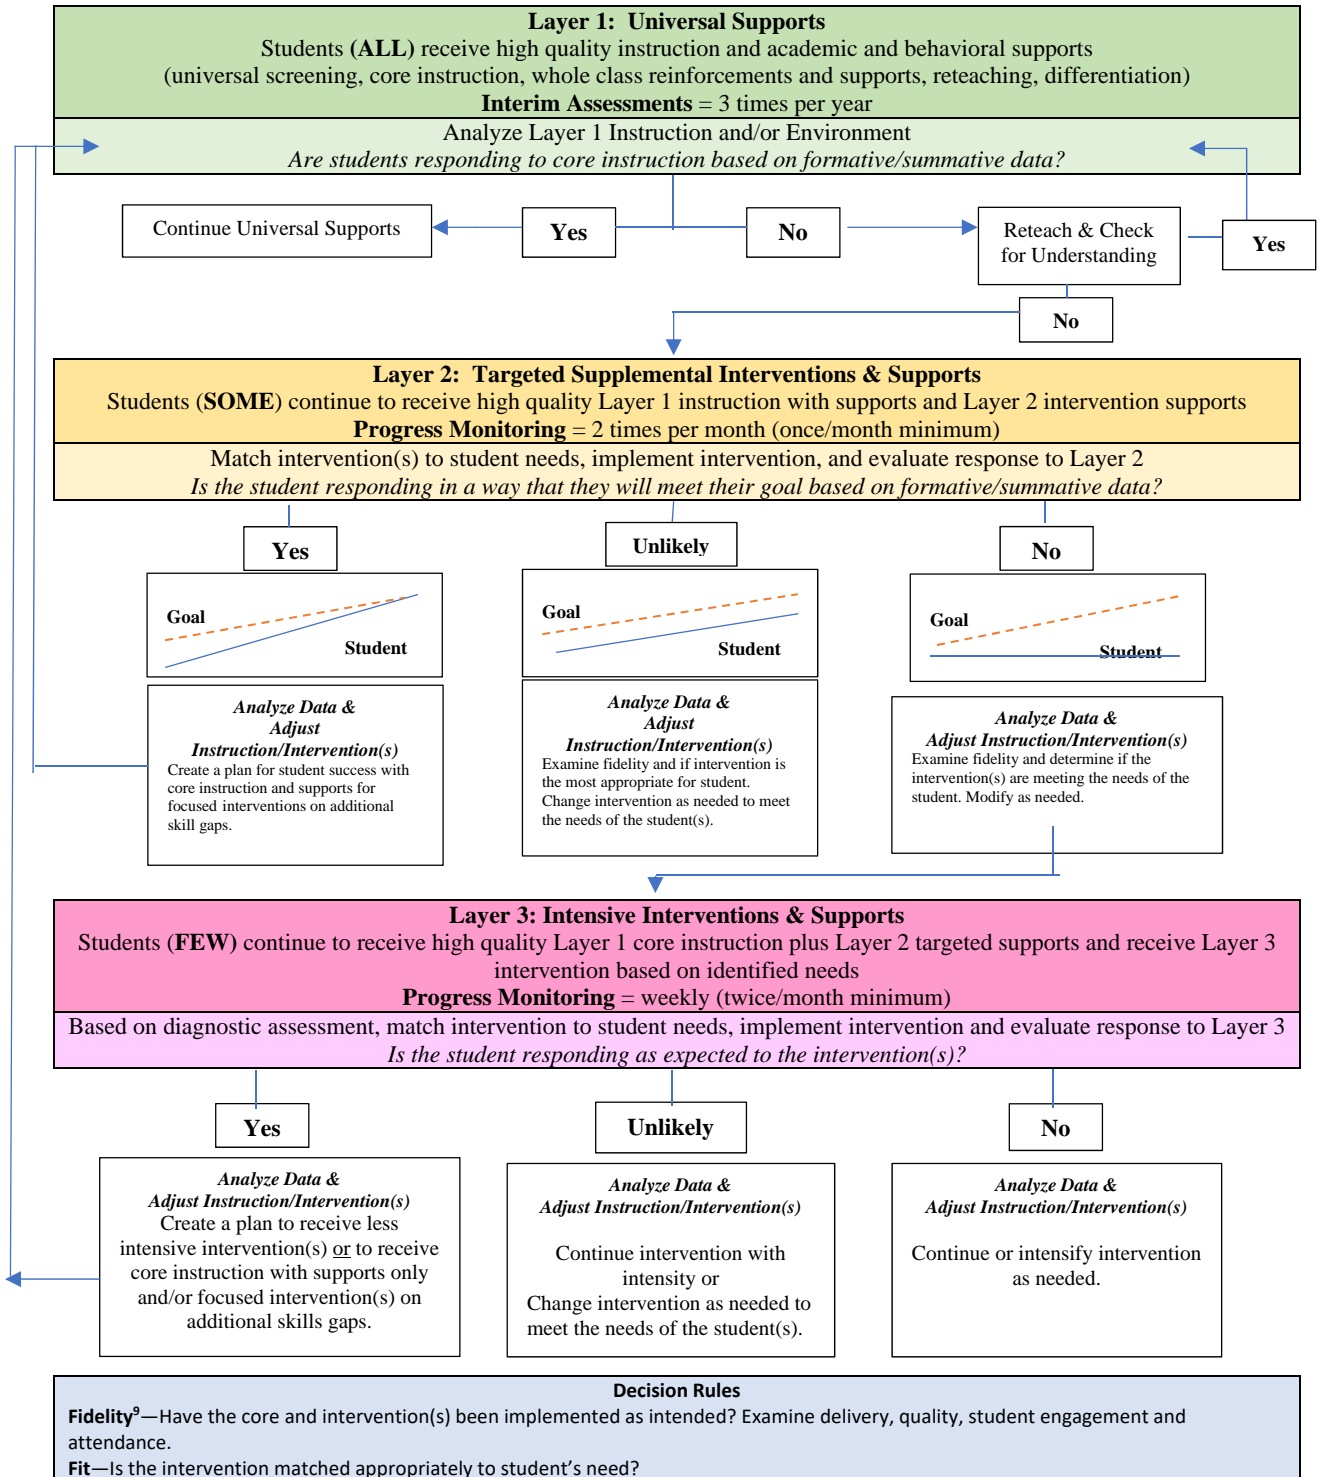 Layer 1:  Universal Supports
Students (ALL) receive high quality instruction and academic and behavioral supports
(universal screening, core instruction, whole class reinforcements and supports, reteaching, differentiation)
Interim Assessments = 3 times per year
Analyze Layer 1 Instruction and/or Environment
Are students responding to core instruction based on formative/summative data?
Continue Universal Supports
Yes
No
Reteach & Check
for Understanding
Yes
No
Layer 2:  Targeted Supplemental Interventions & Supports
Students (SOME) continue to receive high quality Layer 1 instruction with supports and Layer 2 intervention supports
Progress Monitoring = 2 times per month (once/month minimum)
Match intervention(s) to student needs, implement intervention, and evaluate response to Layer 2
Is the student responding in a way that they will meet their goal based on formative/summative data?
Yes
Goal
Student
Analyze Data &
Adjust
Instruction/Intervention(s)
Create a plan for student success with
core instruction and supports for
focused interventions on additional
skill gaps.
Unlikely
Goal
Student
Analyze Data &
Adjust
Instruction/Intervention(s)
Examine fidelity and if intervention is
the most appropriate for student.
Change intervention as needed to meet
the needs of the student(s).
No
Goal
Student
Analyze Data &
Adjust Instruction/Intervention(s)
Examine fidelity and determine if the
intervention(s) are meeting the needs of the
student. Modify as needed.
Layer 3: Intensive Interventions & Supports
Students (FEW) continue to receive high quality Layer 1 core instruction plus Layer 2 targeted supports and receive Layer 3
intervention based on identified needs
Progress Monitoring = weekly (twice/month minimum)
Based on diagnostic assessment, match intervention to student needs, implement intervention and evaluate response to Layer 3
Is the student responding as expected to the intervention(s)?
Yes
Analyze Data &
Adjust Instruction/Intervention(s)
Create a plan to receive less
intensive intervention(s) or to receive
core instruction with supports only
and/or focused intervention(s) on
additional skills gaps.
Unlikely
Analyze Data &
Adjust Instruction/Intervention(s)
Continue intervention with
intensity or
Change intervention as needed to
meet the needs of the student(s).
No
Analyze Data &
Adjust Instruction/Intervention(s)
Continue or intensify intervention
as needed.
Decision Rules
Fidelity⁹—Have the core and intervention(s) been implemented as intended? Examine delivery, quality, student engagement and
attendance.
Fit—Is the intervention matched appropriately to student's need?